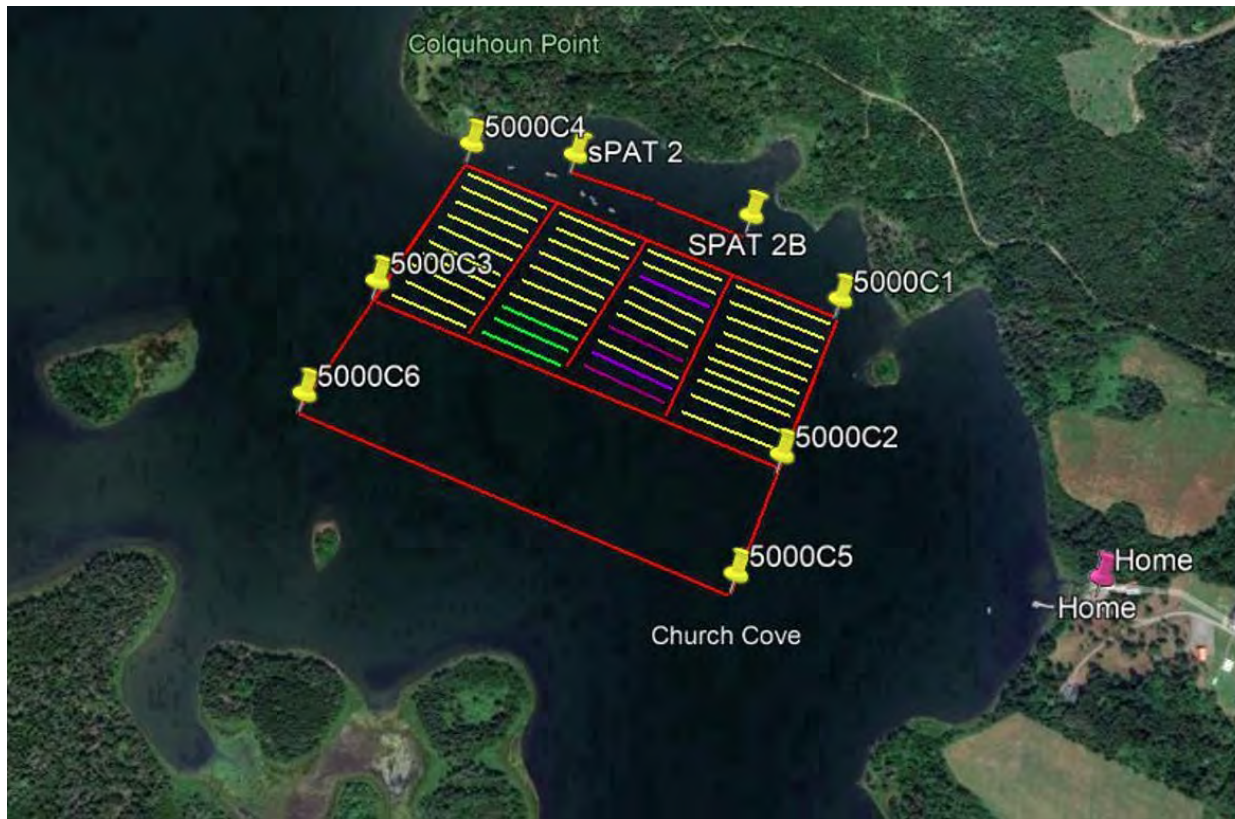 Colquhoun Point
5000C4
sPAT 2
SPAT 2B
5000C3
5000C1
5000C6
5000C2
5000C5
Home
Home
Church Cove